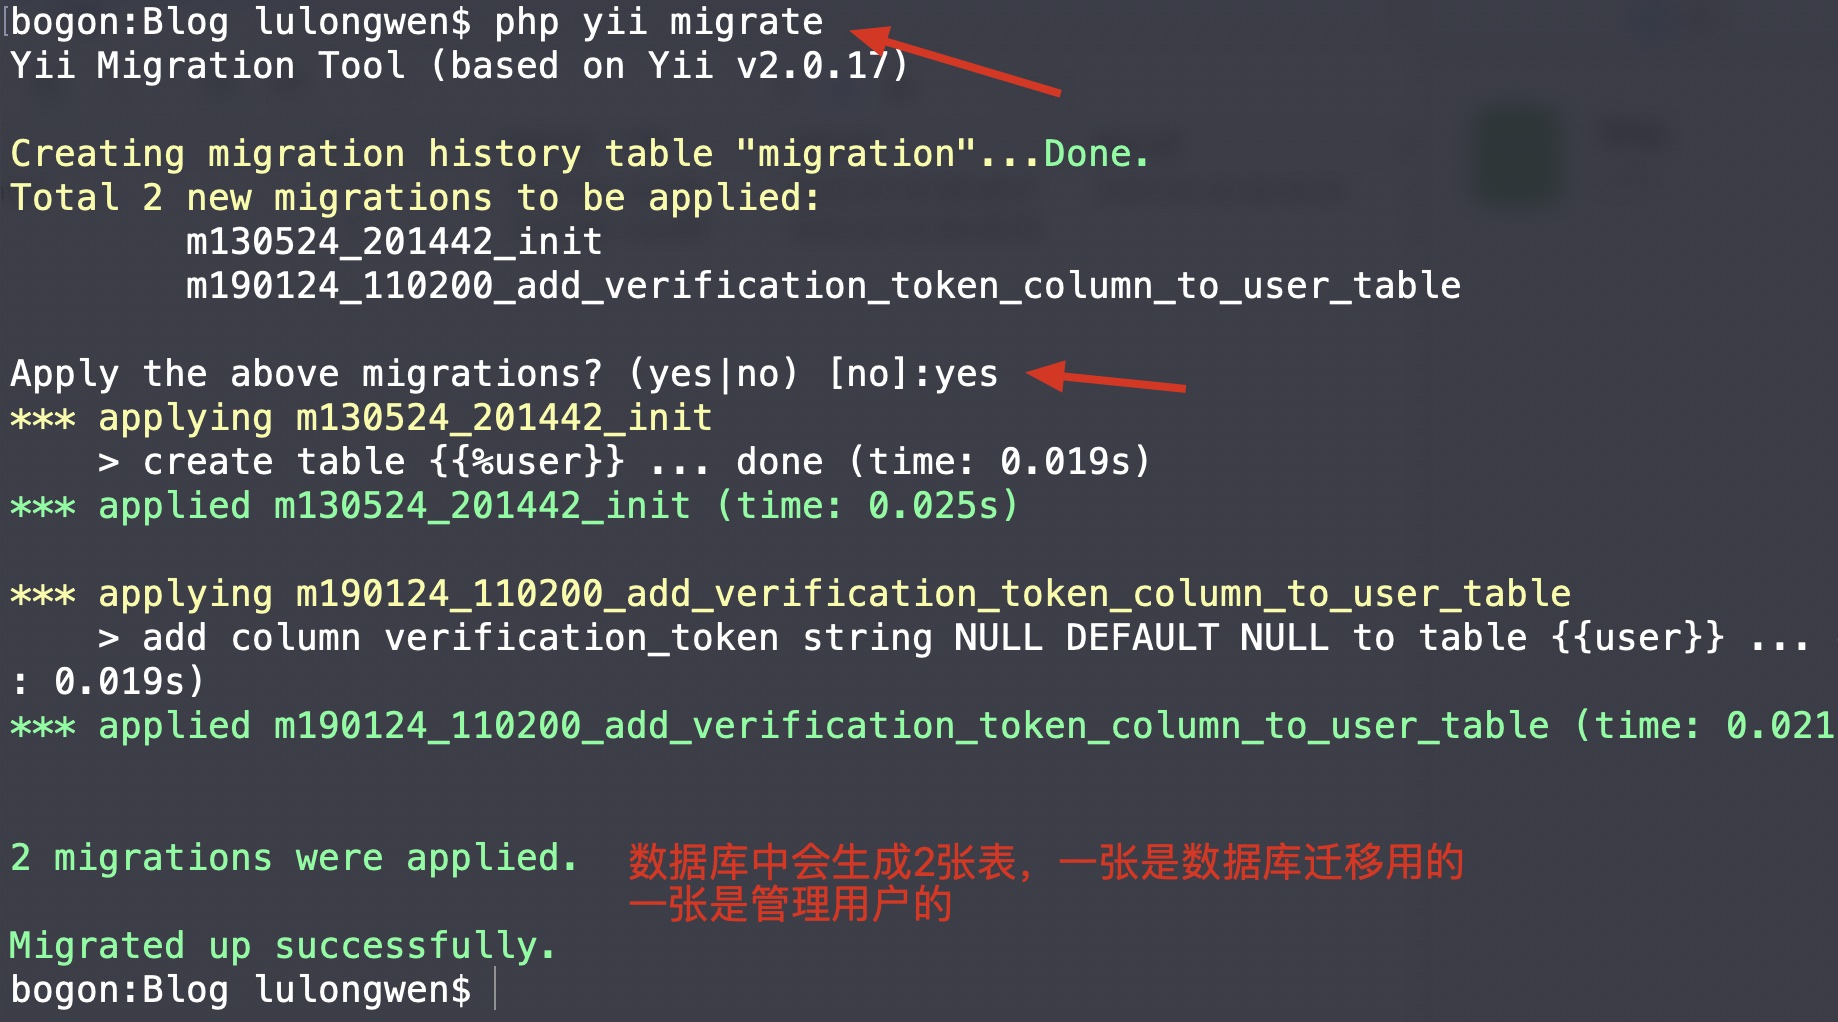 bogon:Blog lulongwen$ php yii migrate
Yii Migration Tool (based on Yii v2.0.17)
Creating migration history table "migration"...Done.
Total 2 new migrations to be applied:
m130524_201442_init
m190124_110200_add_verification_token_column_to_user_table
Apply the above migrations? (yes|no) [no]:yes
*** applying m130524_201442_init
> create table {{%user}} ... done (time: 0.019s)
*** applied m130524_201442_init (time: 0.025s)
*** applying m190124_110200_add_verification_token_column_to_user_table
> add column verification_token string NULL DEFAULT NULL to table {{user}} ...
: 0.019s)
*** applied m190124_110200_add_verification_token_column_to_user_table (time: 0.021
2 migrations were applied.
数据库中会生成2张表，一张是数据库迁移用的
一张是管理用户的
Migrated up successfully.
bogon:Blog lulongwen$